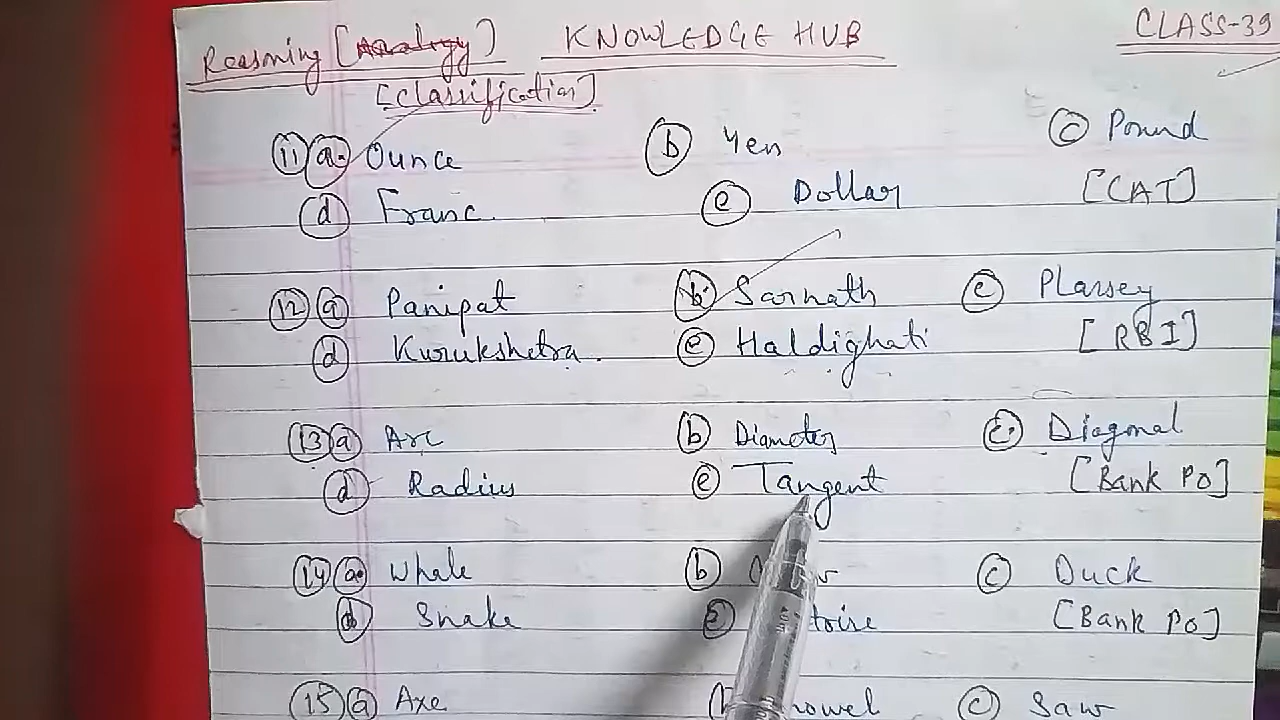 Reasoning [Analogy] KNOWLEDGE HUB CLASS-39
[Classification]
11 a Ounce b Yen c Pound
d Franc. e Dollar [CAT]
12 a Panipat b Sarnath c Plassey
d Kurukshetra. e Haldighati [RBI]
13 a Arc b Diameter c Diagonal
d Radius e Tangent [Bank PO]
14 a Whale b c Duck
d Snake e toise [Bank PO]
15 a Axe c Saw